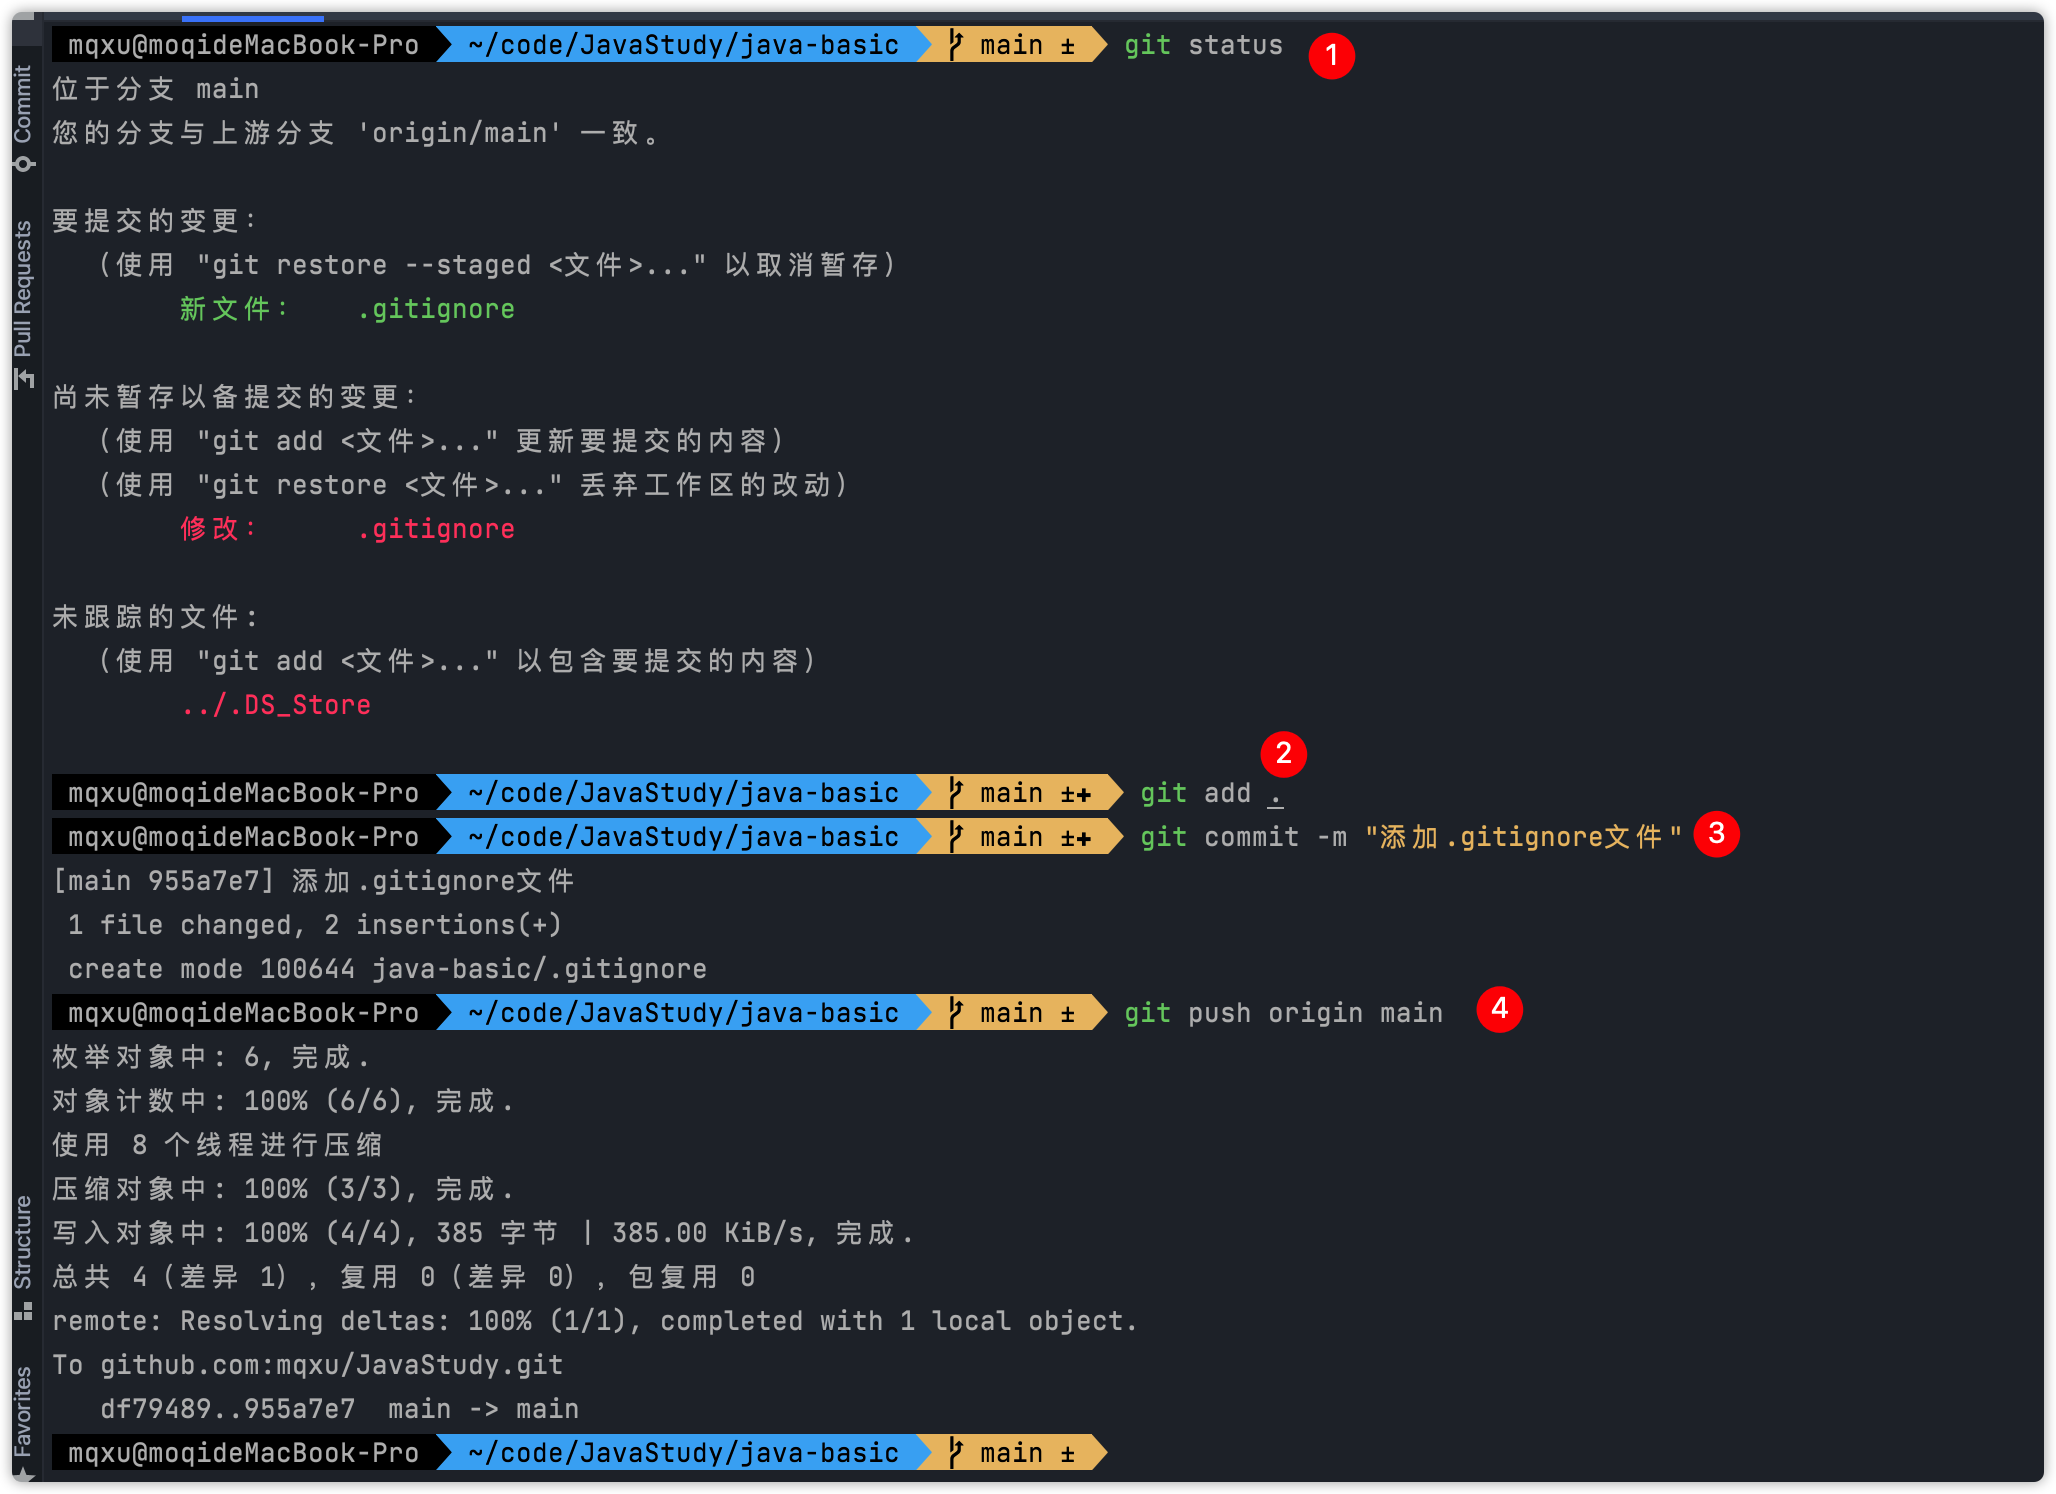 mqxu@moqideMacBook-Pro ~/code/JavaStudy/java-basic main ± git status 1
位于分支 main
您的分支与上游分支 'origin/main' 一致。
要提交的变更：
（使用 "git restore --staged <文件>..." 以取消暂存）
新文件： .gitignore
尚未暂存以备提交的变更：
（使用 "git add <文件>..." 更新要提交的内容）
（使用 "git restore <文件>..." 丢弃工作区的改动）
修改： .gitignore
未跟踪的文件:
（使用 "git add <文件>..." 以包含要提交的内容）
../.DS_Store
2
mqxu@moqideMacBook-Pro ~/code/JavaStudy/java-basic main ±✚ git add .
mqxu@moqideMacBook-Pro ~/code/JavaStudy/java-basic main ±✚ git commit -m "添加.gitignore文件" 3
[main 955a7e7] 添加.gitignore文件
1 file changed, 2 insertions(+)
create mode 100644 java-basic/.gitignore
mqxu@moqideMacBook-Pro ~/code/JavaStudy/java-basic main ± git push origin main 4
枚举对象中: 6, 完成.
对象计数中: 100% (6/6), 完成.
使用 8 个线程进行压缩
压缩对象中: 100% (3/3), 完成.
写入对象中: 100% (4/4), 385 字节 | 385.00 KiB/s, 完成.
总共 4（差异 1），复用 0（差异 0），包复用 0
remote: Resolving deltas: 100% (1/1), completed with 1 local object.
To github.com:mqxu/JavaStudy.git
df79489..955a7e7 main -> main
mqxu@moqideMacBook-Pro ~/code/JavaStudy/java-basic main ±
Commit
Pull Requests
Structure
Favorites